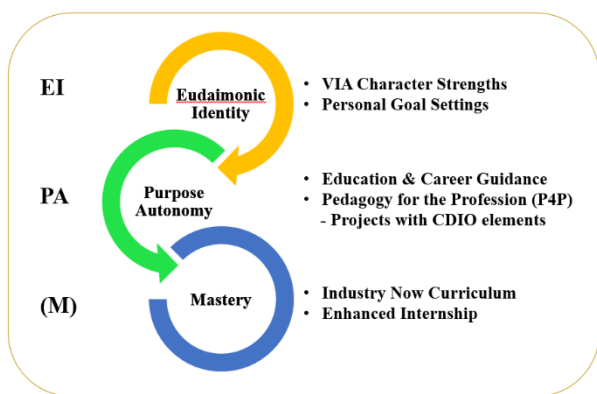 EI
Eudaimonic
Identity
• VIA Character Strengths
• Personal Goal Settings
PA
Purpose
Autonomy
• Education & Career Guidance
• Pedagogy for the Profession (P4P)
- Projects with CDIO elements
(M)
Mastery
• Industry Now Curriculum
• Enhanced Internship